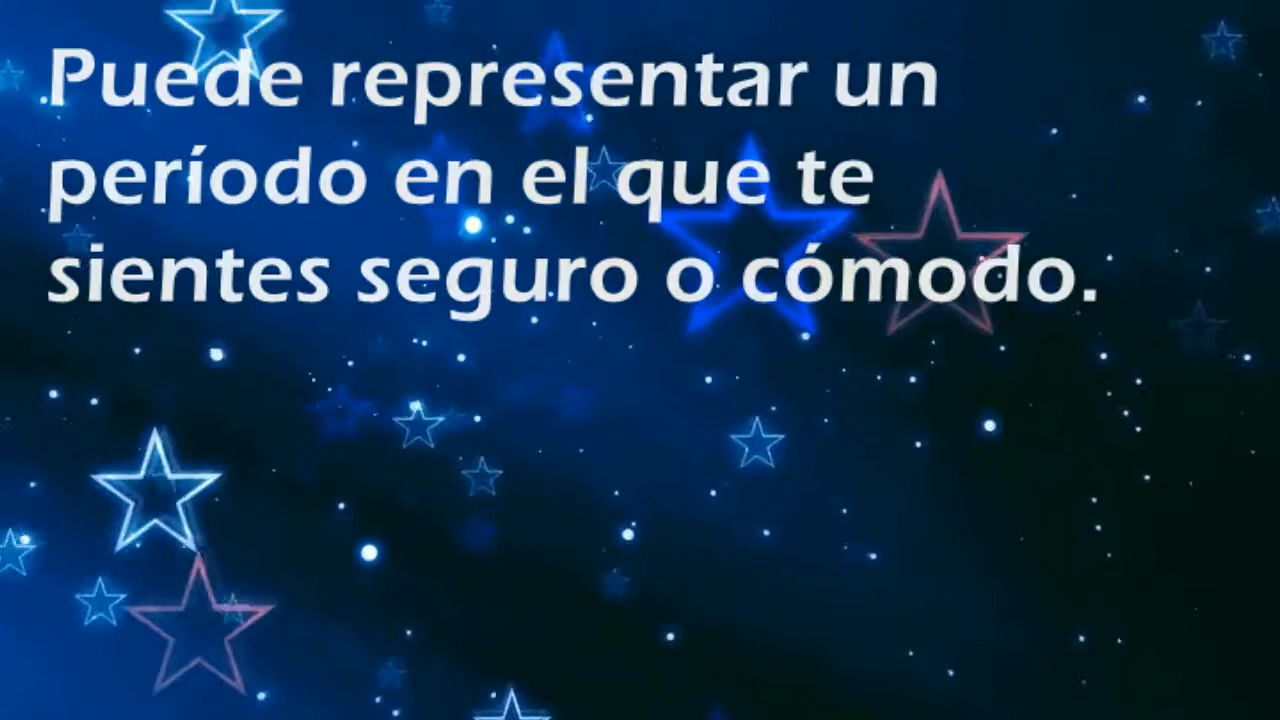 Puede representar un
período en el que te
sientes seguro o cómodo.